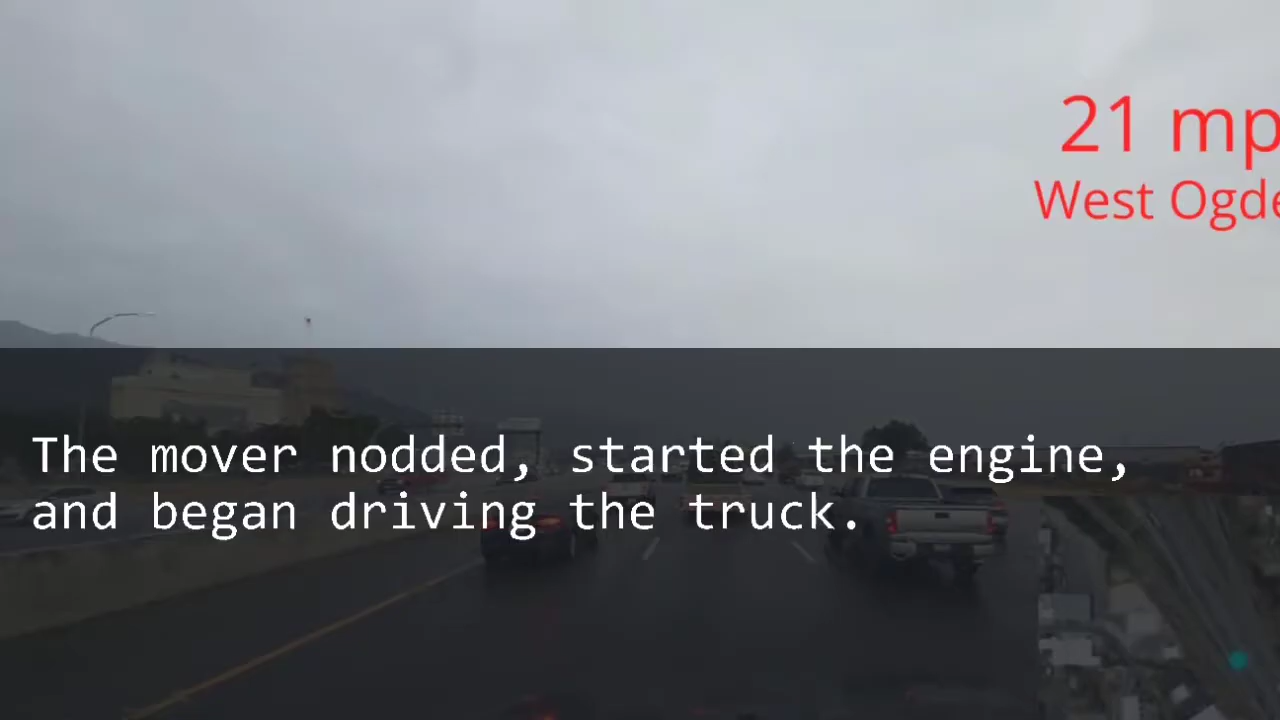 21 mp
West Ogde
The mover nodded, started the engine,
and began driving the truck.